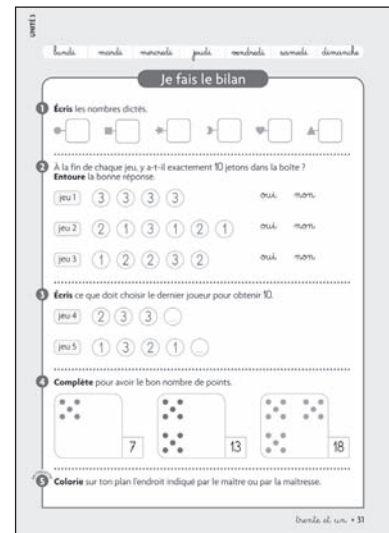 UNITÉ 3
lundi mardi mercredi jeudi vendredi samedi dimanche
Je fais le bilan
1 Écris les nombres dictés.
2 À la fin de chaque jeu, y a-t-il exactement 10 jetons dans la boîte ?
Entoure la bonne réponse.
jeu 1 3 3 3 3 oui non
jeu 2 2 1 3 1 2 1 oui non
jeu 3 1 2 2 3 2 oui non
3 Écris ce que doit choisir le dernier joueur pour obtenir 10.
jeu 4 2 3 3 ...
jeu 5 1 3 2 1 ...
4 Complète pour avoir le bon nombre de points.
7 13 18
5 Colorie sur ton plan l'endroit indiqué par le maître ou par la maîtresse.
trente et un • 31